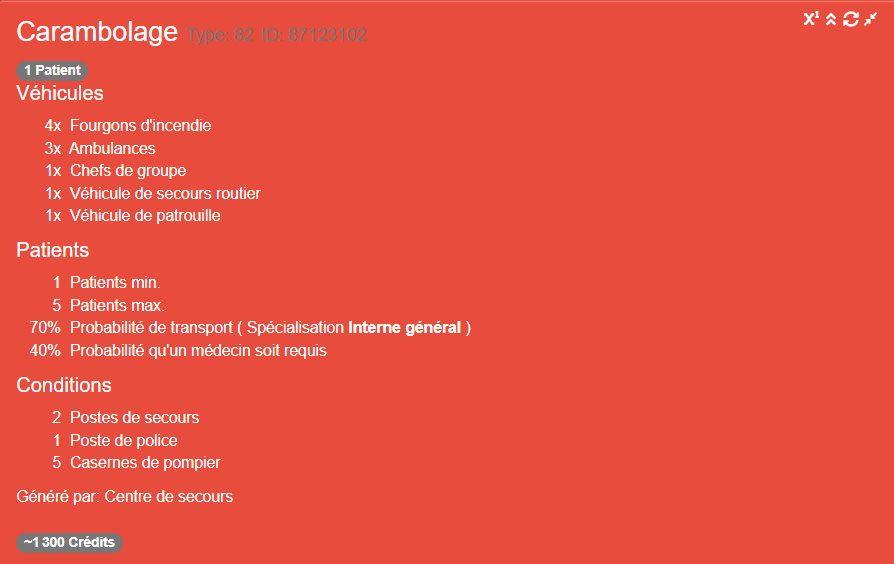 Carambolage Type: 82 ID: 87123102
X¹
1 Patient
Véhicules
4x Fourgons d'incendie
3x Ambulances
1x Chefs de groupe
1x Véhicule de secours routier
1x Véhicule de patrouille
Patients
1 Patients min.
5 Patients max.
70% Probabilité de transport ( Spécialisation Interne général )
40% Probabilité qu'un médecin soit requis
Conditions
2 Postes de secours
1 Poste de police
5 Casernes de pompier
Généré par: Centre de secours
~1 300 Crédits